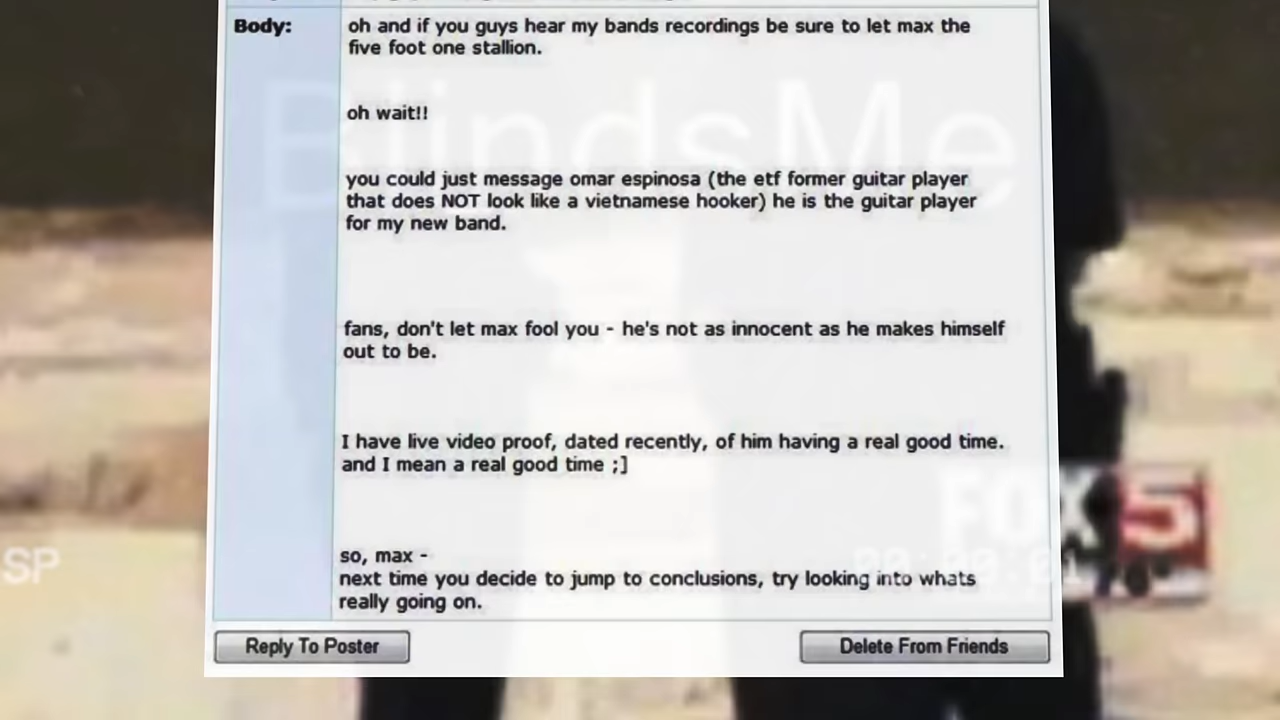 Body:
oh and if you guys hear my bands recordings be sure to let max the
five foot one stallion.
oh wait!!
you could just message omar espinosa (the etf former guitar player
that does NOT look like a vietnamese hooker) he is the guitar player
for my new band.
fans, don't let max fool you - he's not as innocent as he makes himself
out to be.
I have live video proof, dated recently, of him having a real good time.
and I mean a real good time ;]
so, max -
next time you decide to jump to conclusions, try looking into whats
really going on.
Reply To Poster
Delete From Friends
BlindsMe
FOX 5
SP